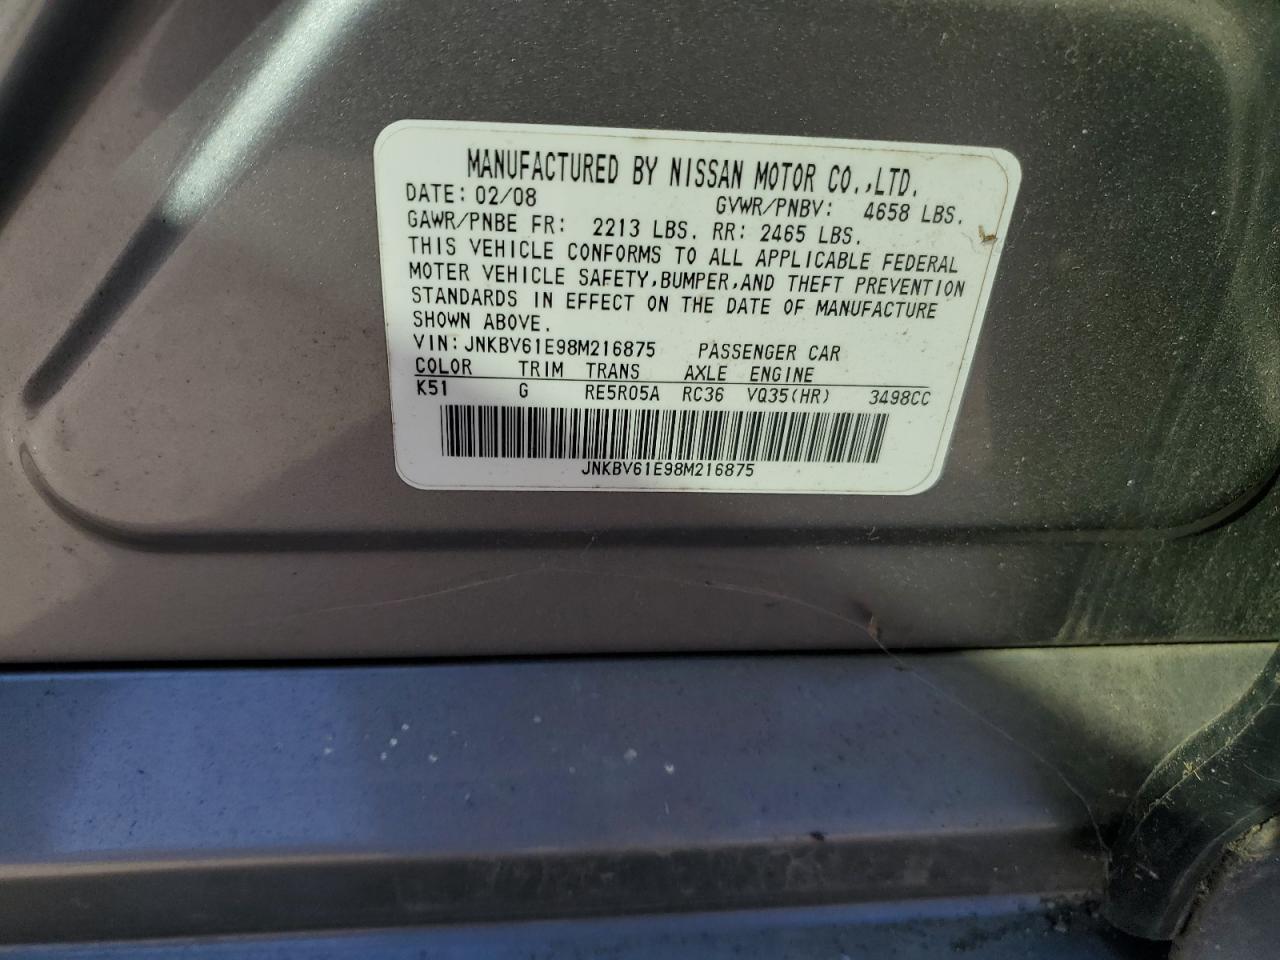 MANUFACTURED BY NISSAN MOTOR CO.,LTD.
DATE: 02/08 GVWR/PNBV: 4658 LBS.
GAWR/PNBE FR: 2213 LBS. RR: 2465 LBS.
THIS VEHICLE CONFORMS TO ALL APPLICABLE FEDERAL
MOTER VEHICLE SAFETY,BUMPER,AND THEFT PREVENTION
STANDARDS IN EFFECT ON THE DATE OF MANUFACTURE
SHOWN ABOVE.
VIN:JNKBV61E98M216875 PASSENGER CAR
COLOR TRIM TRANS AXLE ENGINE
K51 G RE5R05A RC36 VQ35(HR) 3498CC
JNKBV61E98M216875